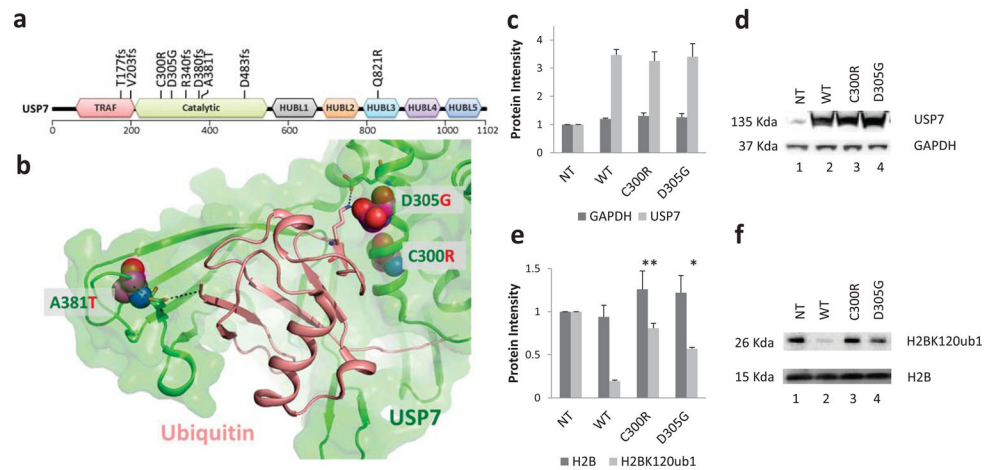 a
T177fs V203fs C300R D305G R340fs D380fs A381T D483fs Q821R
USP7 TRAF Catalytic HUBL1 HUBL2 HUBL3 HUBL4 HUBL5
0 200 400 600 800 1000 1102
b
D305G
C300R
A381T
Ubiquitin
USP7
c
Protein Intensity
4
3
2
1
0
NT WT C300R D305G
GAPDH USP7
d
NT WT C300R D305G
135 Kda USP7
37 Kda GAPDH
1 2 3 4
e
Protein Intensity
1.5
1
0.5
0
** *
NT WT C300R D305G
H2B H2BK120ub1
f
NT WT C300R D305G
26 Kda H2BK120ub1
15 Kda H2B
1 2 3 4